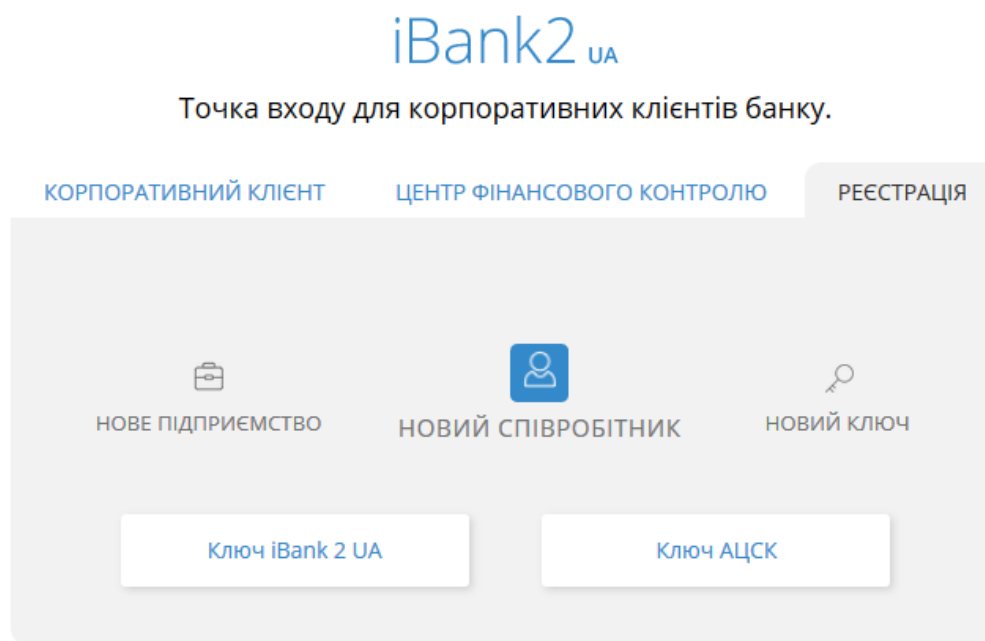 iBank2 UA
Точка входу для корпоративних клієнтів банку.
КОРПОРАТИВНИЙ КЛІЄНТ ЦЕНТР ФІНАНСОВОГО КОНТРОЛЮ РЕЄСТРАЦІЯ
НОВЕ ПІДПРИЄМСТВО НОВИЙ СПІВРОБІТНИК НОВИЙ КЛЮЧ
Ключ iBank 2 UA Ключ АЦСК